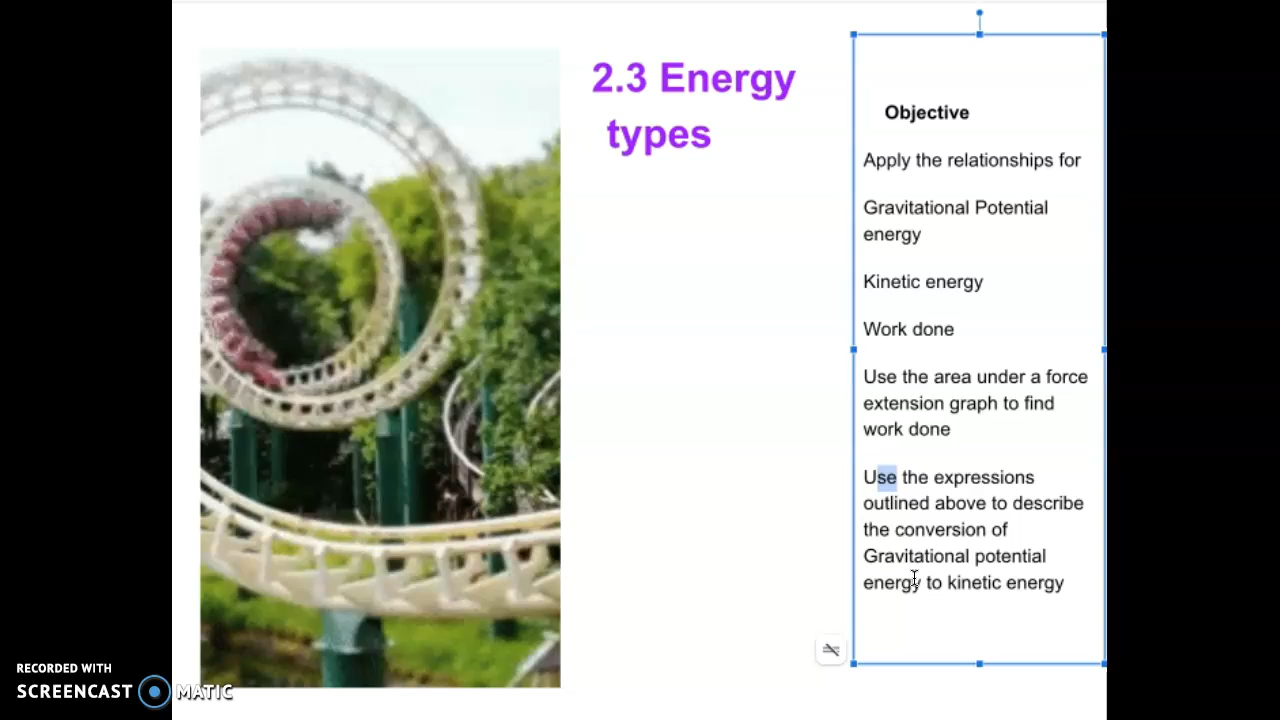 2.3 Energy
types
Objective
Apply the relationships for
Gravitational Potential
energy
Kinetic energy
Work done
Use the area under a force
extension graph to find
work done
Use the expressions
outlined above to describe
the conversion of
Gravitational potential
energy to kinetic energy
RECORDED WITH
SCREENCAST MATIC